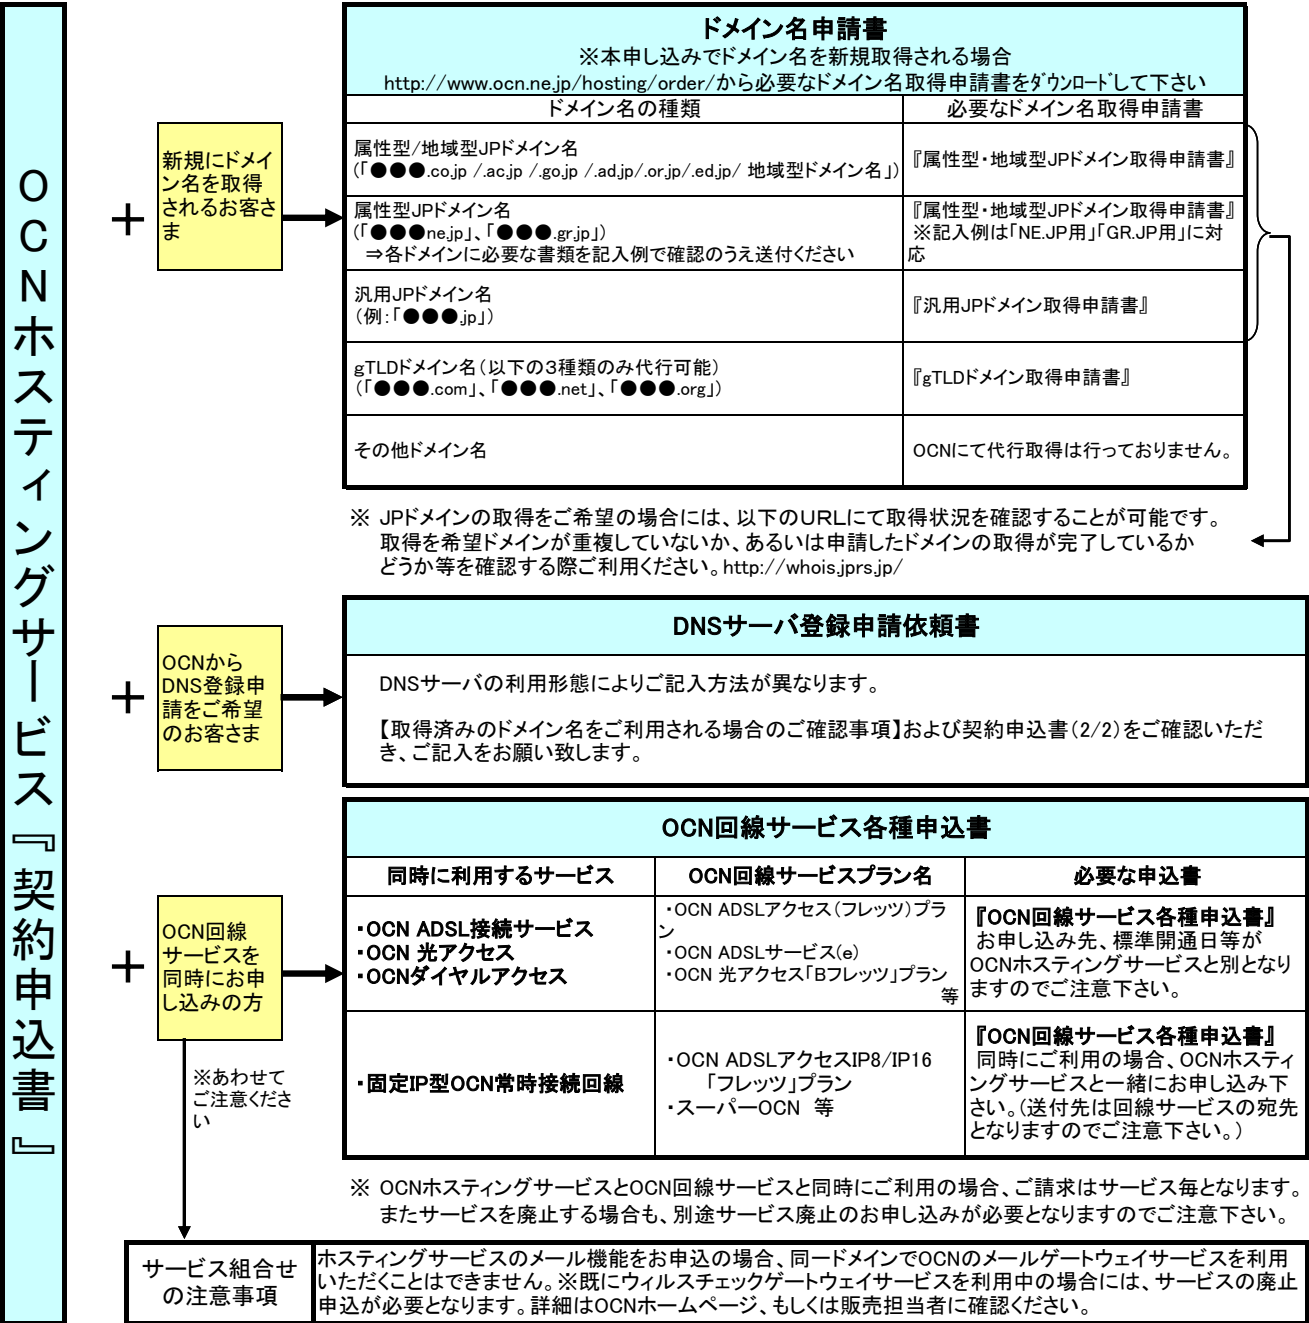 OCNホスティングサービス『契約申込書』
ドメイン名申請書
※本申し込みでドメイン名を新規取得される場合
http://www.ocn.ne.jp/hosting/order/から必要なドメイン名取得申請書をﾀﾞｳﾝﾛｰﾄﾞして下さい
ドメイン名の種類
必要なドメイン名取得申請書
＋
新規にドメイ
ン名を取得
されるお客さ
ま
属性型/地域型JPドメイン名
(「●●●.co.jp /.ac.jp /.go.jp /.ad.jp/.or.jp/.ed.jp/ 地域型ドメイン名」)
『属性型・地域型JPドメイン取得申請書』
属性型JPドメイン名
(「●●●ne.jp」、「●●●.gr.jp」)
⇒各ドメインに必要な書類を記入例で確認のうえ送付ください
『属性型・地域型JPドメイン取得申請書』
※記入例は「NE.JP用」「GR.JP用」に対
応
汎用JPドメイン名
(例：「●●●.jp」)
『汎用JPドメイン取得申請書』
gTLDドメイン名（以下の３種類のみ代行可能）
(「●●●.com」、「●●●.net」、「●●●.org」)
『gTLDドメイン取得申請書』
その他ドメイン名
OCNにて代行取得は行っておりません。
※ JPドメインの取得をご希望の場合には、以下のＵＲＬにて取得状況を確認することが可能です。
取得を希望ドメインが重複していないか、あるいは申請したドメインの取得が完了しているか
どうか等を確認する際ご利用ください。http://whois.jprs.jp/
＋
OCNから
DNS登録申
請をご希望
のお客さま
DNSサーバ登録申請依頼書
DNSサーバの利用形態によりご記入方法が異なります。
【取得済みのドメイン名をご利用される場合のご確認事項】および契約申込書（2/2）をご確認いただ
き、ご記入をお願い致します。
＋
OCN回線
サービスを
同時にお申
し込みの方
OCN回線サービス各種申込書
同時に利用するサービス
OCN回線サービスプラン名
必要な申込書
・OCN ADSL接続サービス
・OCN 光アクセス
・OCNダイヤルアクセス
・OCN ADSLアクセス（フレッツ）プラ
ン
・OCN ADSLサービス(e)
・OCN 光アクセス「Bフレッツ」プラン
等
『OCN回線サービス各種申込書』
お申し込み先、標準開通日等が
OCNホスティングサービスと別となり
ますのでご注意下さい。
・固定IP型OCN常時接続回線
・OCN ADSLアクセスIP8/IP16
「フレッツ」プラン
・スーパーOCN 等
『OCN回線サービス各種申込書』
同時にご利用の場合、OCNホスティ
ングサービスと一緒にお申し込み下
さい。(送付先は回線サービスの宛先
となりますのでご注意下さい。)
※あわせて
ご注意くださ
い
※ OCNホスティングサービスとOCN回線サービスと同時にご利用の場合、ご請求はサービス毎となります。
またサービスを廃止する場合も、別途サービス廃止のお申し込みが必要となりますのでご注意下さい。
サービス組合せ
の注意事項
ホスティングサービスのメール機能をお申込の場合、同一ドメインでOCNのメールゲートウェイサービスを利用
いただくことはできません。※既にウィルスチェックゲートウェイサービスを利用中の場合には、サービスの廃止
申込が必要となります。詳細はOCNホームページ、もしくは販売担当者に確認ください。